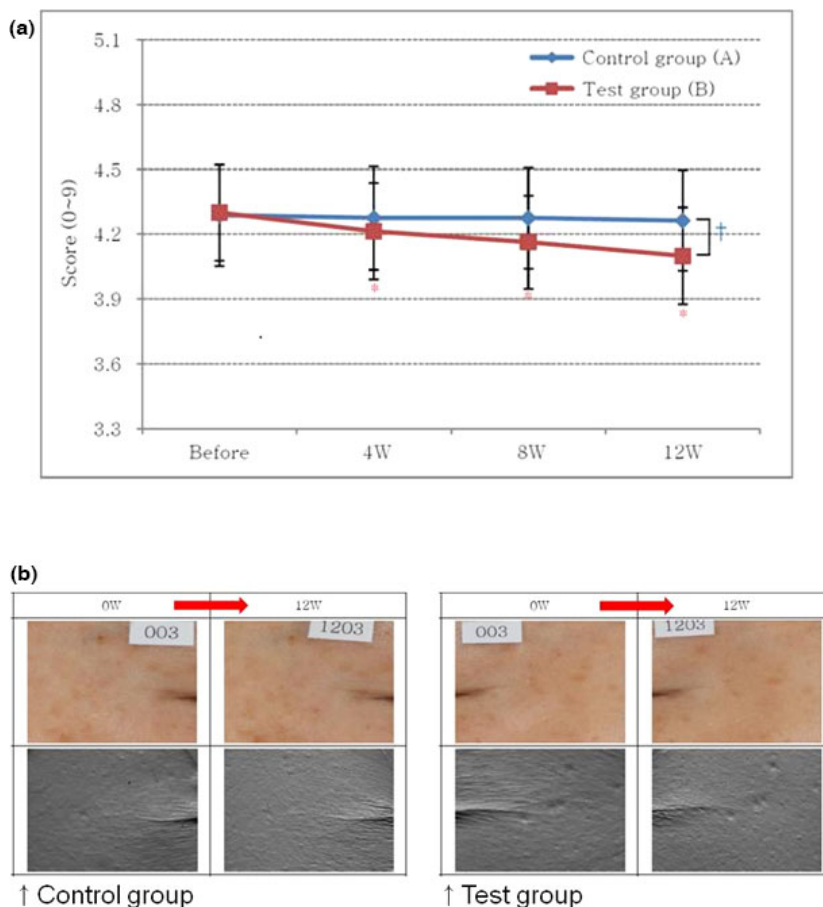 (a)
5.1
4.8
4.5
4.2
3.9
3.6
3.3
Score (0~9)
Control group (A)
Test group (B)
†
*
*
*
Before 4W 8W 12W
(b)
0W 12W
003
1203
0W 12W
003
1203
↑ Control group
↑ Test group